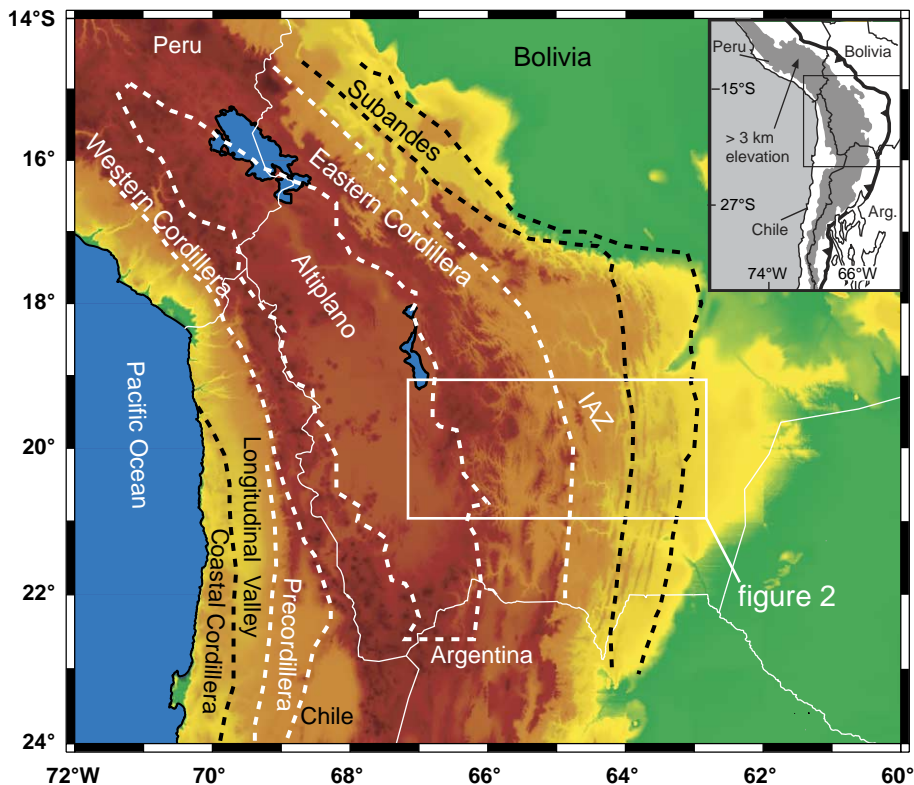 14°S
16°
18°
20°
22°
24°
72°W
70°
68°
66°
64°
62°
60°
Peru
Bolivia
Subandes
Western Cordillera
Eastern Cordillera
Altiplano
IAZ
Pacific Ocean
Longitudinal Valley
Coastal Cordillera
Precordillera
Chile
Argentina
figure 2
Peru
Bolivia
15°S
> 3 km
elevation
27°S
Chile
Arg.
74°W
66°W